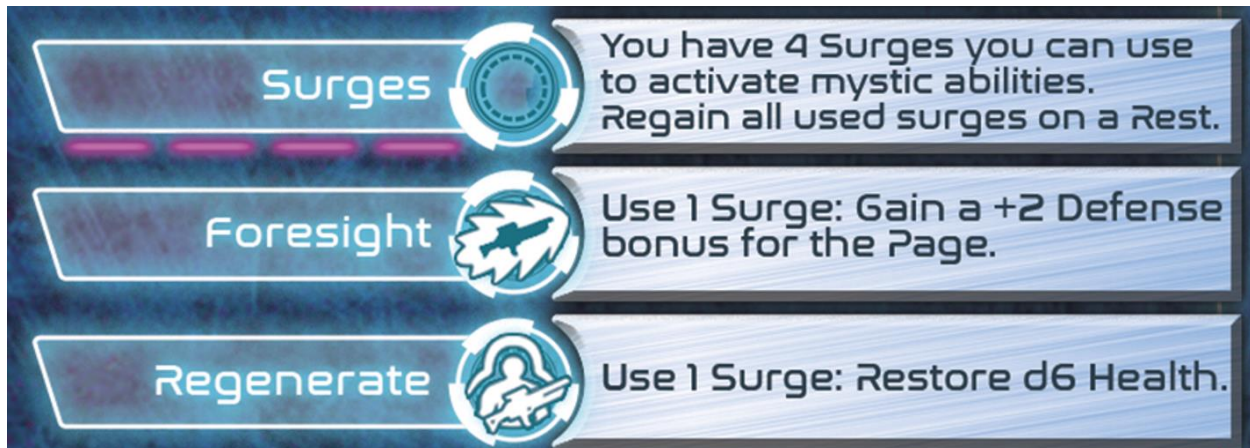 Surges
You have 4 Surges you can use
to activate mystic abilities.
Regain all used surges on a Rest.
Foresight
Use 1 Surge: Gain a +2 Defense
bonus for the Page.
Regenerate
Use 1 Surge: Restore d6 Health.